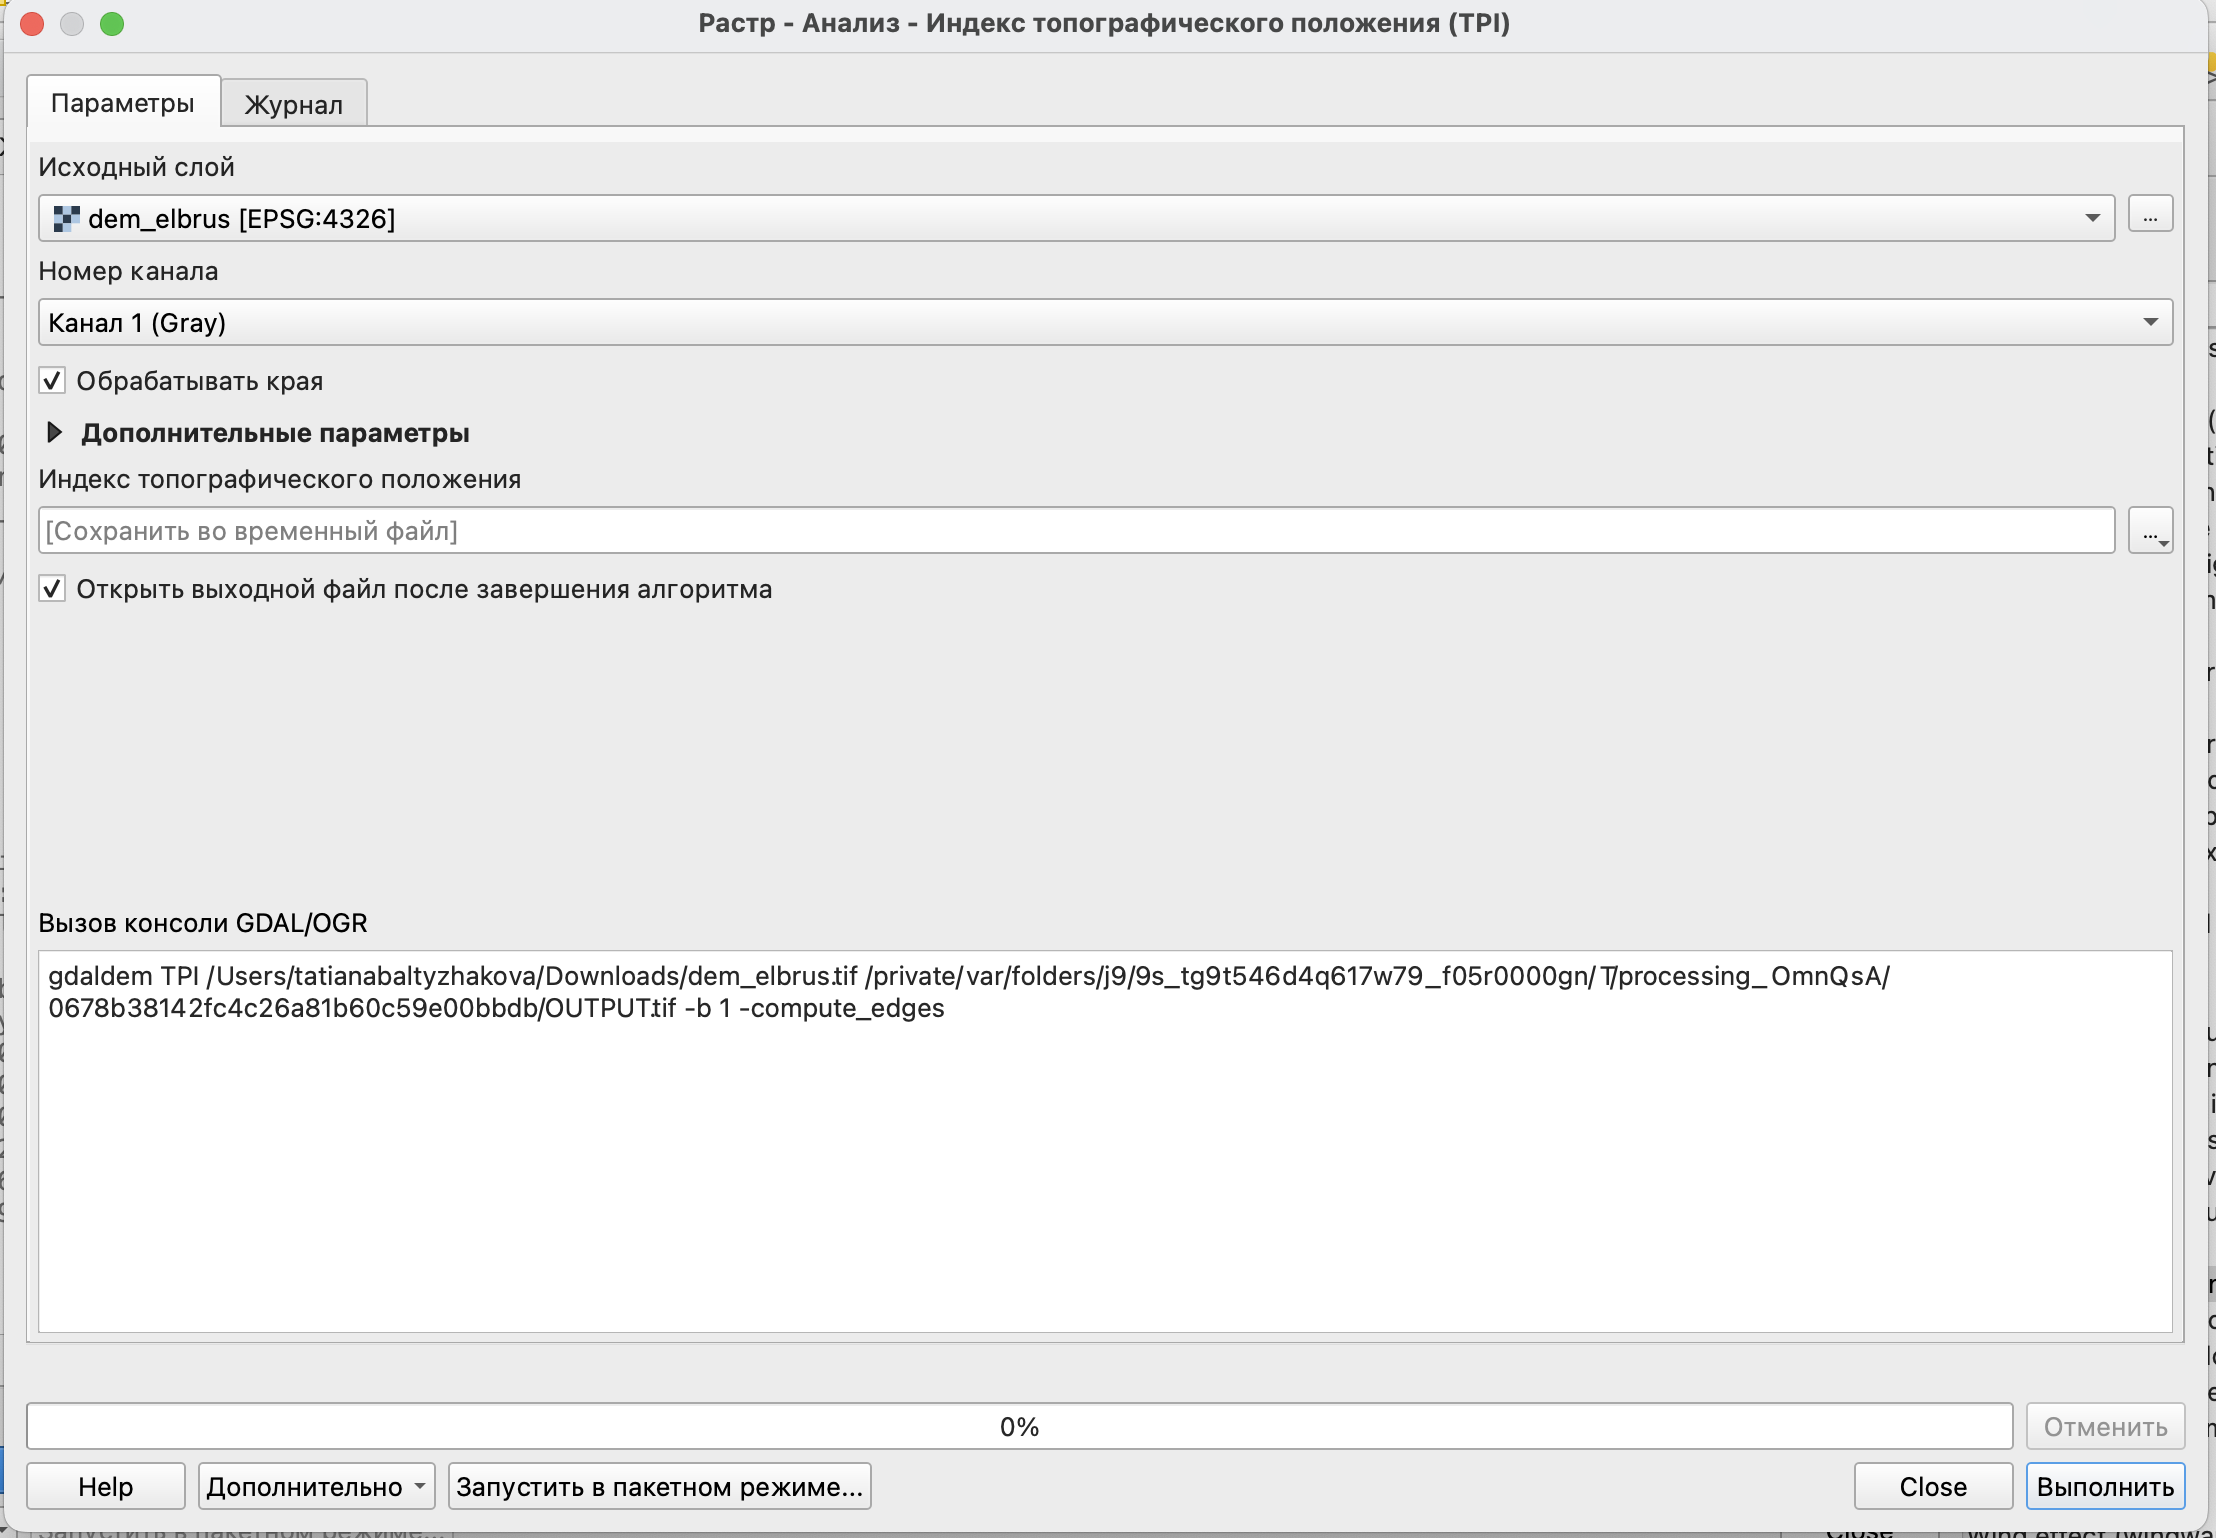 Растр - Анализ - Индекс топографического положения (TPI)
Параметры
Журнал
Исходный слой
dem_elbrus [EPSG:4326]
...
Номер канала
Канал 1 (Gray)
Обрабатывать края
Дополнительные параметры
Индекс топографического положения
[Сохранить во временный файл]
...
Открыть выходной файл после завершения алгоритма
Вызов консоли GDAL/OGR
gdaldem TPI /Users/tatianabaltyzhakova/Downloads/dem_elbrus.tif /private/var/folders/j9/9s_tg9t546d4q617w79_f05r0000gn/T/processing_OmnQsA/
0678b38142fc4c26a81b60c59e00bbdb/OUTPUT.tif -b 1 -compute_edges
0%
Отменить
Help
Дополнительно
Запустить в пакетном режиме...
Close
Выполнить